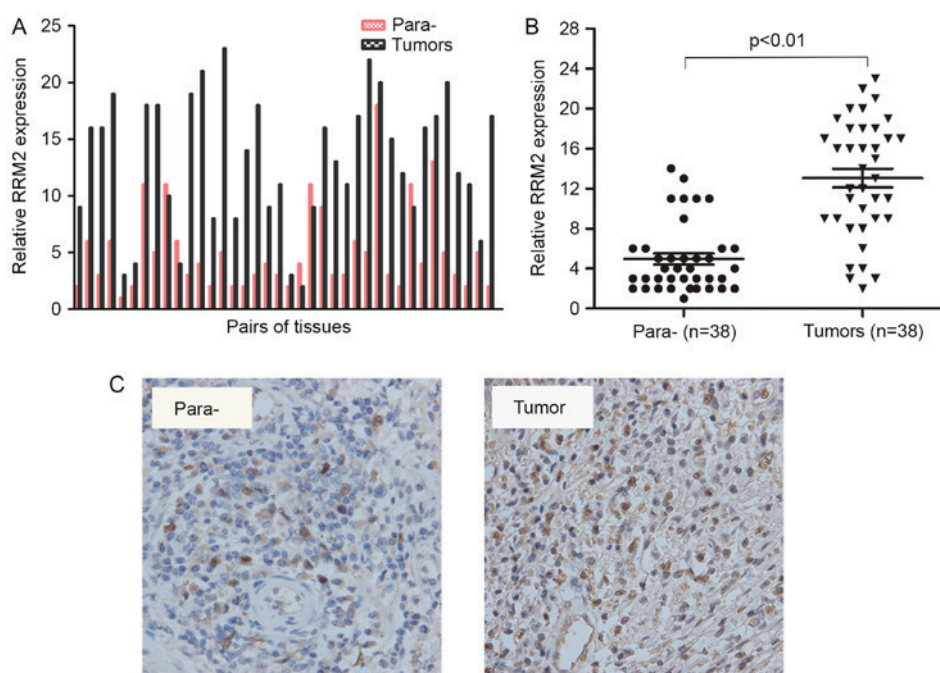 A
Relative RRM2 expression
25
20
15
10
5
0
Para-
Tumors
Pairs of tissues
B
Relative RRM2 expression
28
24
20
16
12
8
4
0
p<0.01
Para- (n=38)
Tumors (n=38)
C
Para-
Tumor